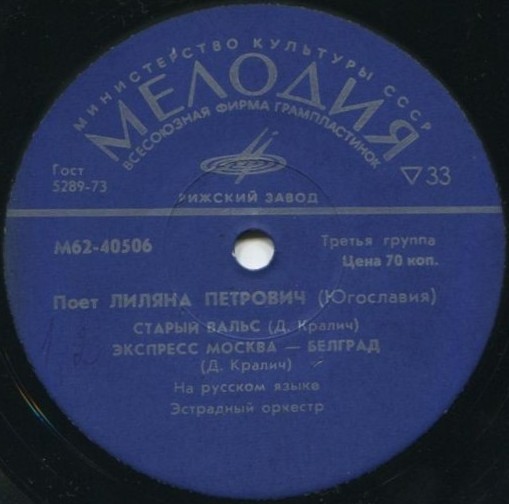 МИНИСТЕРСТВО КУЛЬТУРЫ СССР
МЕЛОДИЯ
ВСЕСОЮЗНАЯ ФИРМА ГРАМПЛАСТИНОК
Гост
5289-73
▽33
РИЖСКИЙ ЗАВОД
М62-40506
Третья группа
Цена 70 коп.
Поет ЛИЛЯНА ПЕТРОВИЧ (Югославия)
СТАРЫЙ ВАЛЬС (Д. Кралич)
ЭКСПРЕСС МОСКВА — БЕЛГРАД
(Д. Кралич)
На русском языке
Эстрадный оркестр